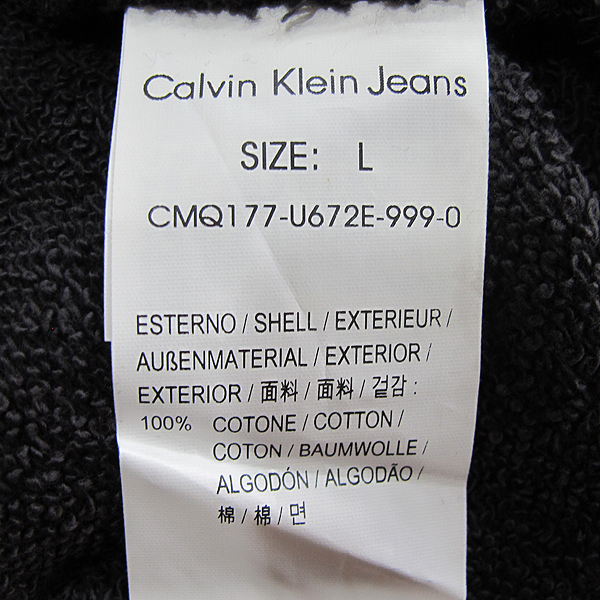 Calvin Klein Jeans
SIZE: L
CMQ177-U672E-999-0
ESTERNO / SHELL / EXTERIEUR /
AUßENMATERIAL / EXTERIOR /
EXTERIOR / 面料 / 面料 / 겉감 :
100% COTONE / COTTON /
COTON / BAUMWOLLE /
ALGODÓN / ALGODÃO /
棉 / 棉 / 면